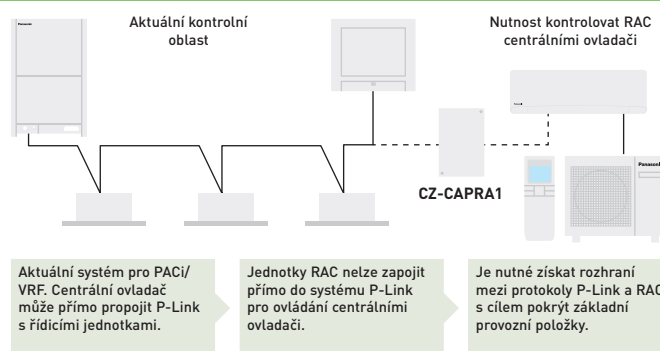 Panasonic
Aktuální kontrolní
oblast
Nutnost kontrolovat RAC
centrálními ovladači
CZ-CAPRA1
Panasonic
Aktuální systém pro PACi/
VRF. Centrální ovladač
může přímo propojit P-Link
s řídicími jednotkami.
Jednotky RAC nelze zapojit
přímo do systému P-Link
pro ovládání centrálními
ovladači.
Je nutné získat rozhraní
mezi protokoly P-Link a RAC
s cílem pokrýt základní
provozní položky.